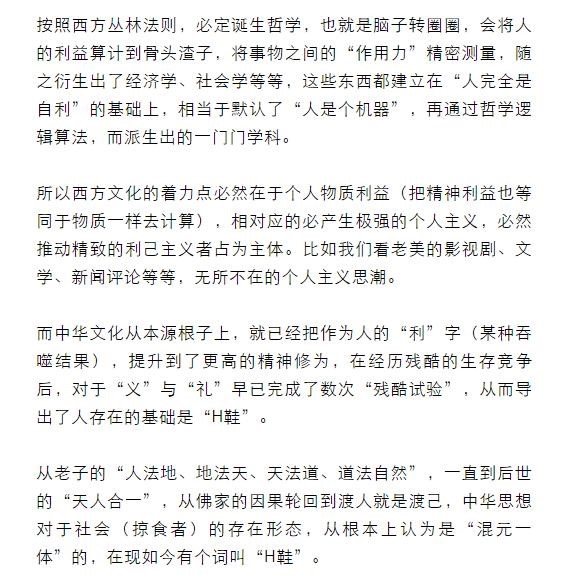 按照西方丛林法则，必定诞生哲学，也就是脑子转圈圈，会将人
的利益算计到骨头渣子，将事物之间的“作用力”精密测量，随
之衍生出了经济学、社会学等等，这些东西都建立在“人完全是
自利”的基础上，相当于默认了“人是个机器”，再通过哲学逻
辑算法，而派生出的一门门学科。
所以西方文化的着力点必然在于个人物质利益（把精神利益也等
同于物质一样去计算），相对应的必产生极强的个人主义，必然
推动精致的利己主义者占为主体。比如我们看老美的影视剧、文
学、新闻评论等等，无所不在的个人主义思潮。
而中华文化从本源根子上，就已经把作为人的“利”字（某种吞
噬结果），提升到了更高的精神修为，在经历残酷的生存竞争
后，对于“义”与“礼”早已完成了数次“残酷试验”，从而导
出了人存在的基础是“H鞋”。
从老子的“人法地、地法天、天法道、道法自然”，一直到后世
的“天人合一”，从佛家的因果轮回到渡人就是渡己，中华思想
对于社会（掠食者）的存在形态，从根本上认为是“混元一
体”的，在现如今有个词叫“H鞋”。